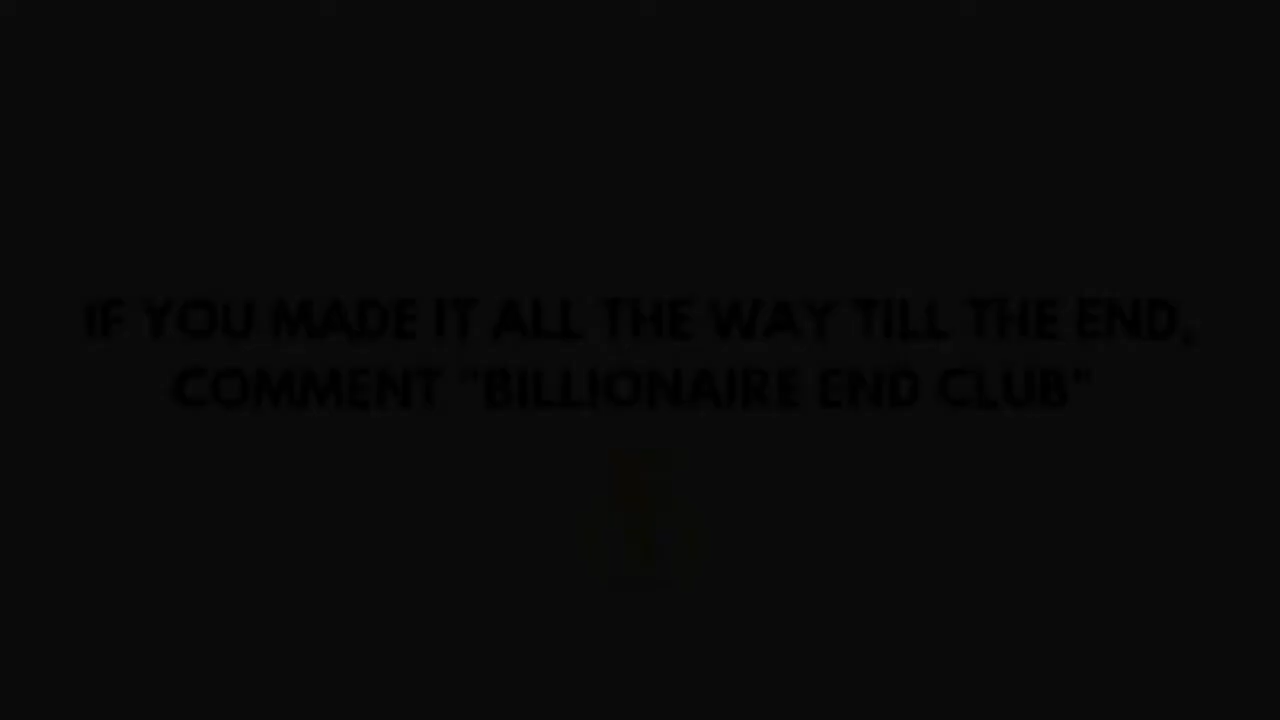 IF YOU MADE IT ALL THE WAY TILL THE END,
COMMENT "BILLIONAIRE END CLUB"